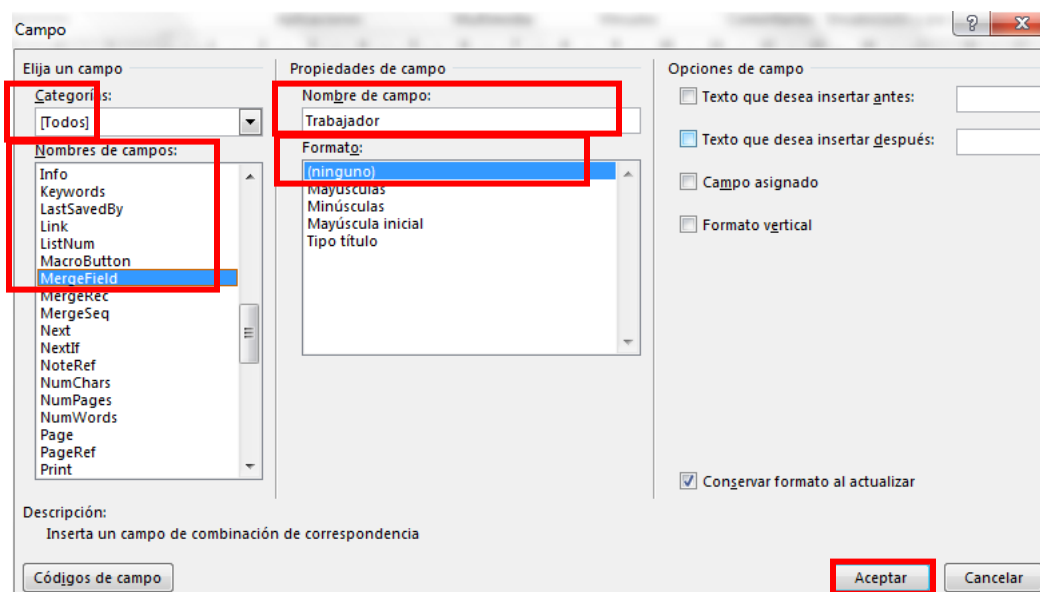 Campo
Elija un campo
Categorías:
[Todos]
Nombres de campos:
Info
Keywords
LastSavedBy
Link
ListNum
MacroButton
MergeField
MergeRec
MergeSeq
Next
NextIf
NoteRef
NumChars
NumPages
NumWords
Page
PageRef
Print
Propiedades de campo
Nombre de campo:
Trabajador
Formato:
(ninguno)
Mayúsculas
Minúsculas
Mayúscula inicial
Tipo título
Opciones de campo
Texto que desea insertar antes:
Texto que desea insertar después:
Campo asignado
Formato vertical
Conservar formato al actualizar
Descripción:
Inserta un campo de combinación de correspondencia
Códigos de campo
Aceptar
Cancelar